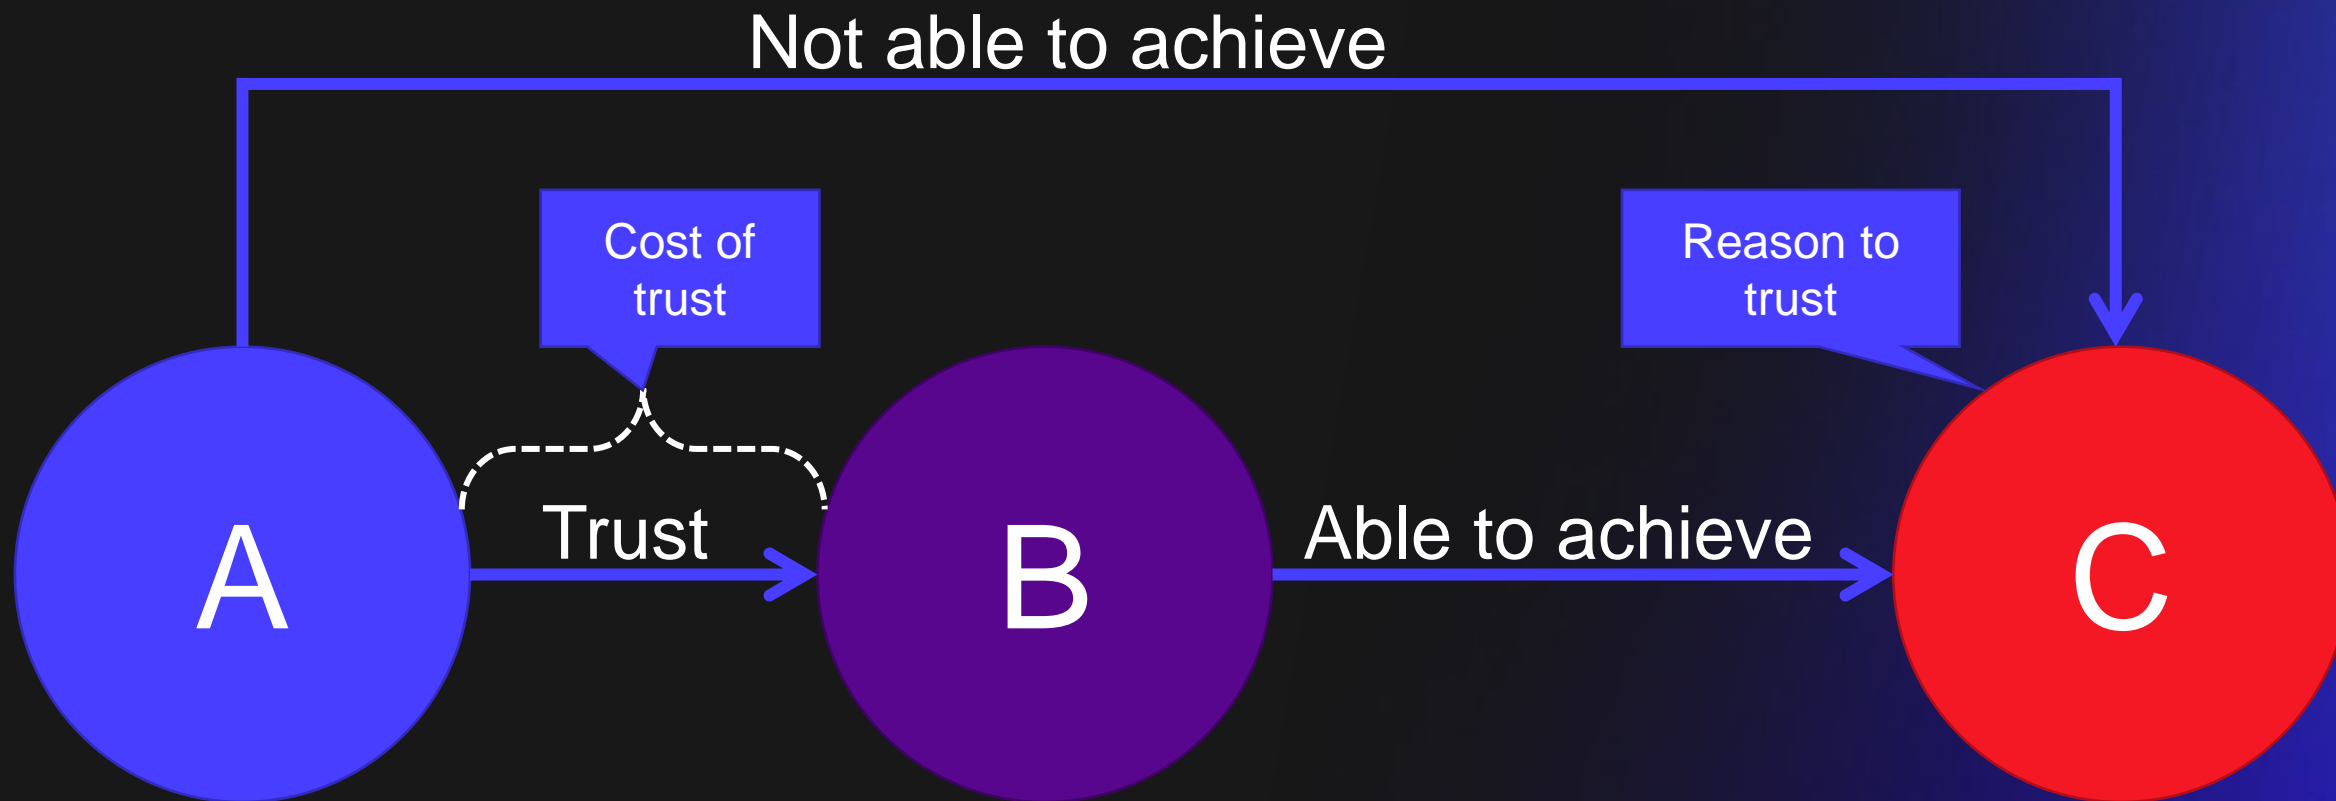 Not able to achieve
Cost of
trust
Reason to
trust
Trust
Able to achieve
A
B
C